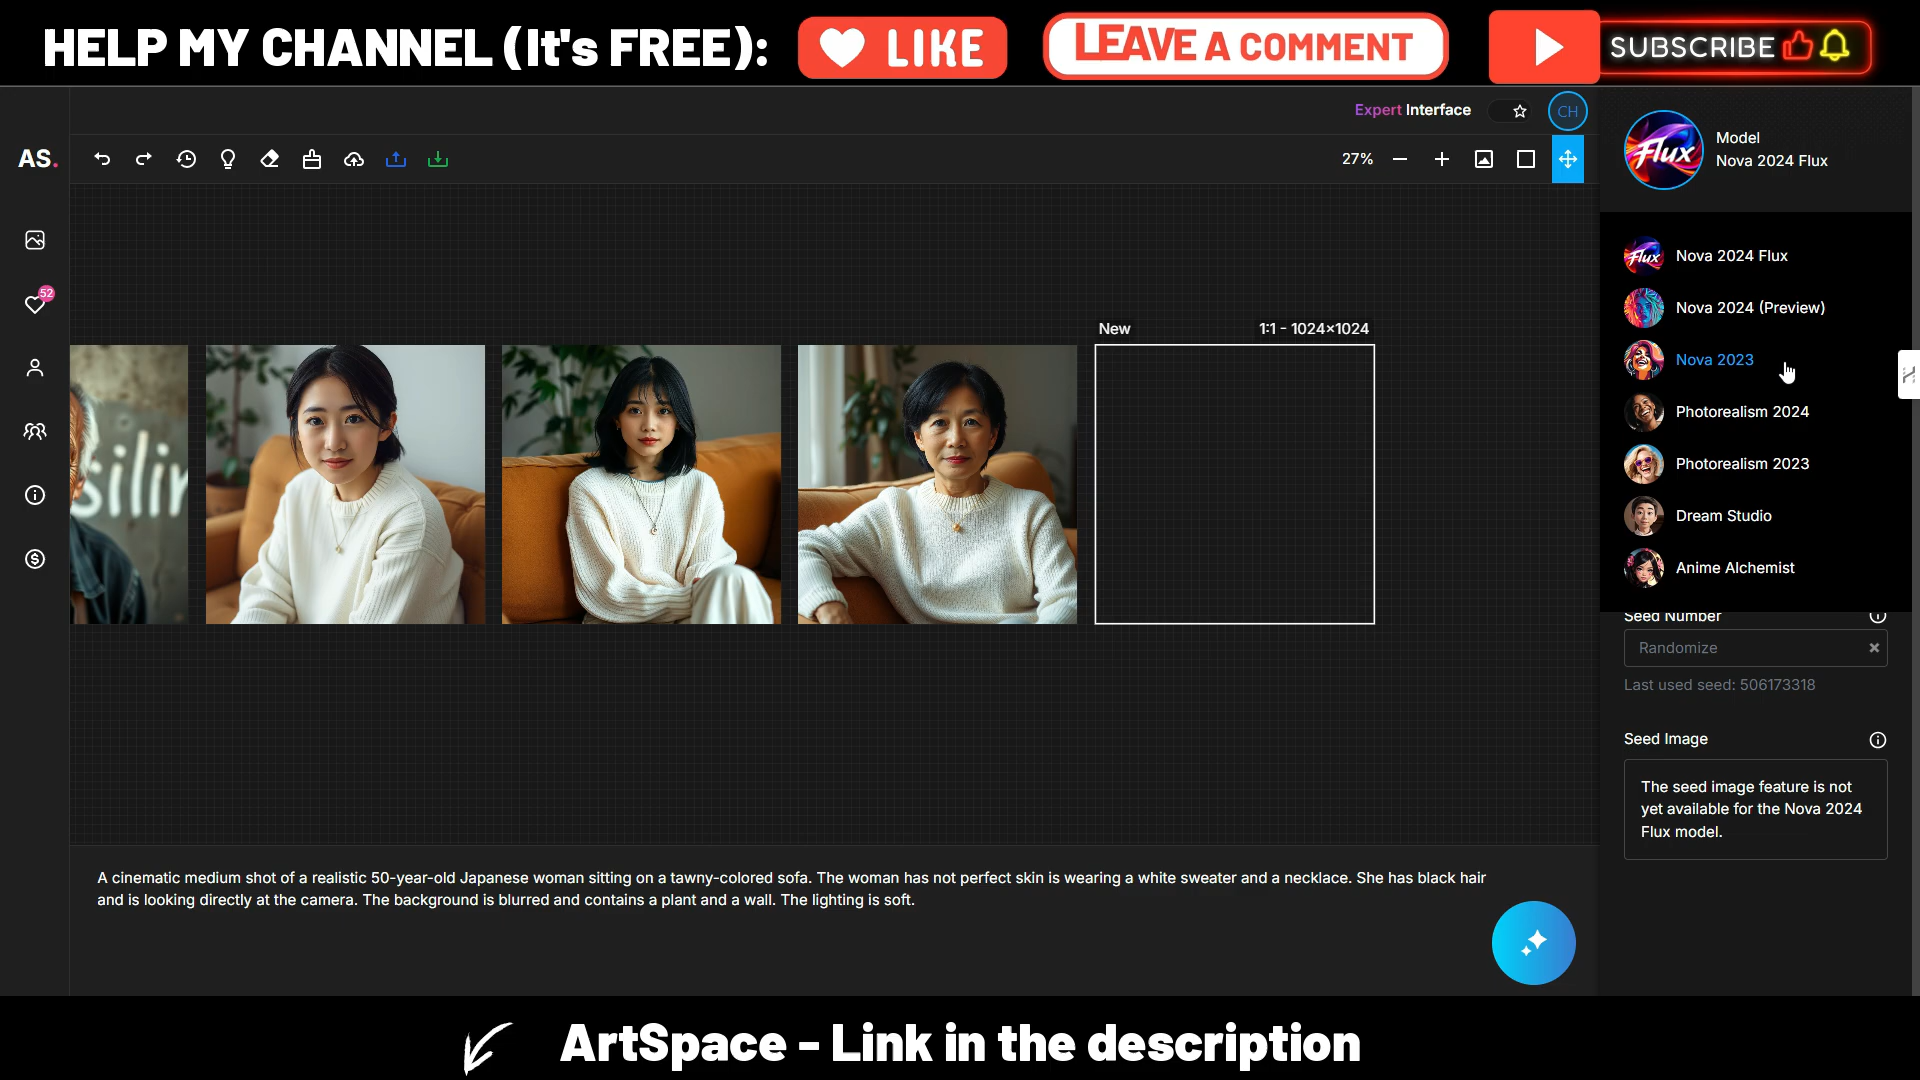 HELP MY CHANNEL (It's FREE):
LIKE
LEAVE A COMMENT
SUBSCRIBE
Expert Interface
CH
AS.
27%
Flux
Model
Nova 2024 Flux
52
Flux
Nova 2024 Flux
Nova 2024 (Preview)
Nova 2023
Photorealism 2024
Photorealism 2023
Dream Studio
Anime Alchemist
New
1:1 - 1024×1024
Seed Number
Randomize
Last used seed: 506173318
Seed Image
The seed image feature is not
yet available for the Nova 2024
Flux model.
A cinematic medium shot of a realistic 50-year-old Japanese woman sitting on a tawny-colored sofa. The woman has not perfect skin is wearing a white sweater and a necklace. She has black hair
and is looking directly at the camera. The background is blurred and contains a plant and a wall. The lighting is soft.
ArtSpace - Link in the description